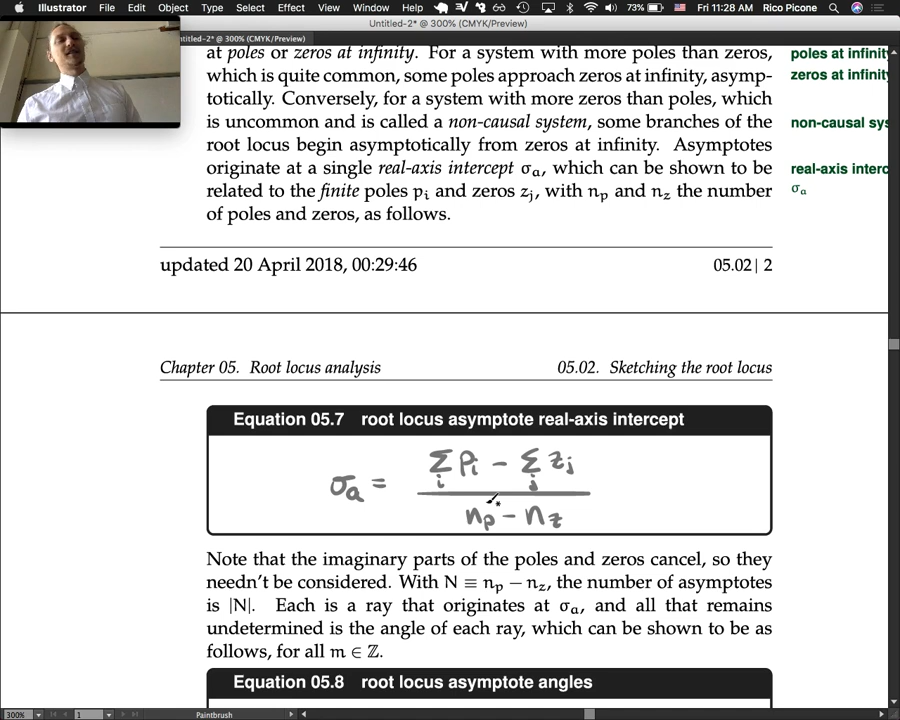 Illustrator File Edit Object Type Select Effect View Window Help 73% Fri 11:28 AM Rico Picone
Untitled-2* @ 300% (CMYK/Preview)
ntitled-2* @ 300% (CMYK/Preview)
at poles or zeros at infinity. For a system with more poles than zeros,
which is quite common, some poles approach zeros at infinity, asymp-
totically. Conversely, for a system with more zeros than poles, which
is uncommon and is called a non-causal system, some branches of the
root locus begin asymptotically from zeros at infinity. Asymptotes
originate at a single real-axis intercept σₐ, which can be shown to be
related to the finite poles pᵢ and zeros zⱼ, with nₚ and n_z the number
of poles and zeros, as follows.
poles at infinity
zeros at infinity
non-causal sys
real-axis interc
σₐ
updated 20 April 2018, 00:29:46 05.02| 2
Chapter 05. Root locus analysis 05.02. Sketching the root locus
Equation 05.7 root locus asymptote real-axis intercept
σₐ = (Σᵢ pᵢ − Σⱼ zⱼ) / (nₚ − n_z)
Note that the imaginary parts of the poles and zeros cancel, so they
needn't be considered. With N ≡ nₚ − n_z, the number of asymptotes
is |N|. Each is a ray that originates at σₐ, and all that remains
undetermined is the angle of each ray, which can be shown to be as
follows, for all m ∈ ℤ.
Equation 05.8 root locus asymptote angles
300% 1 Paintbrush